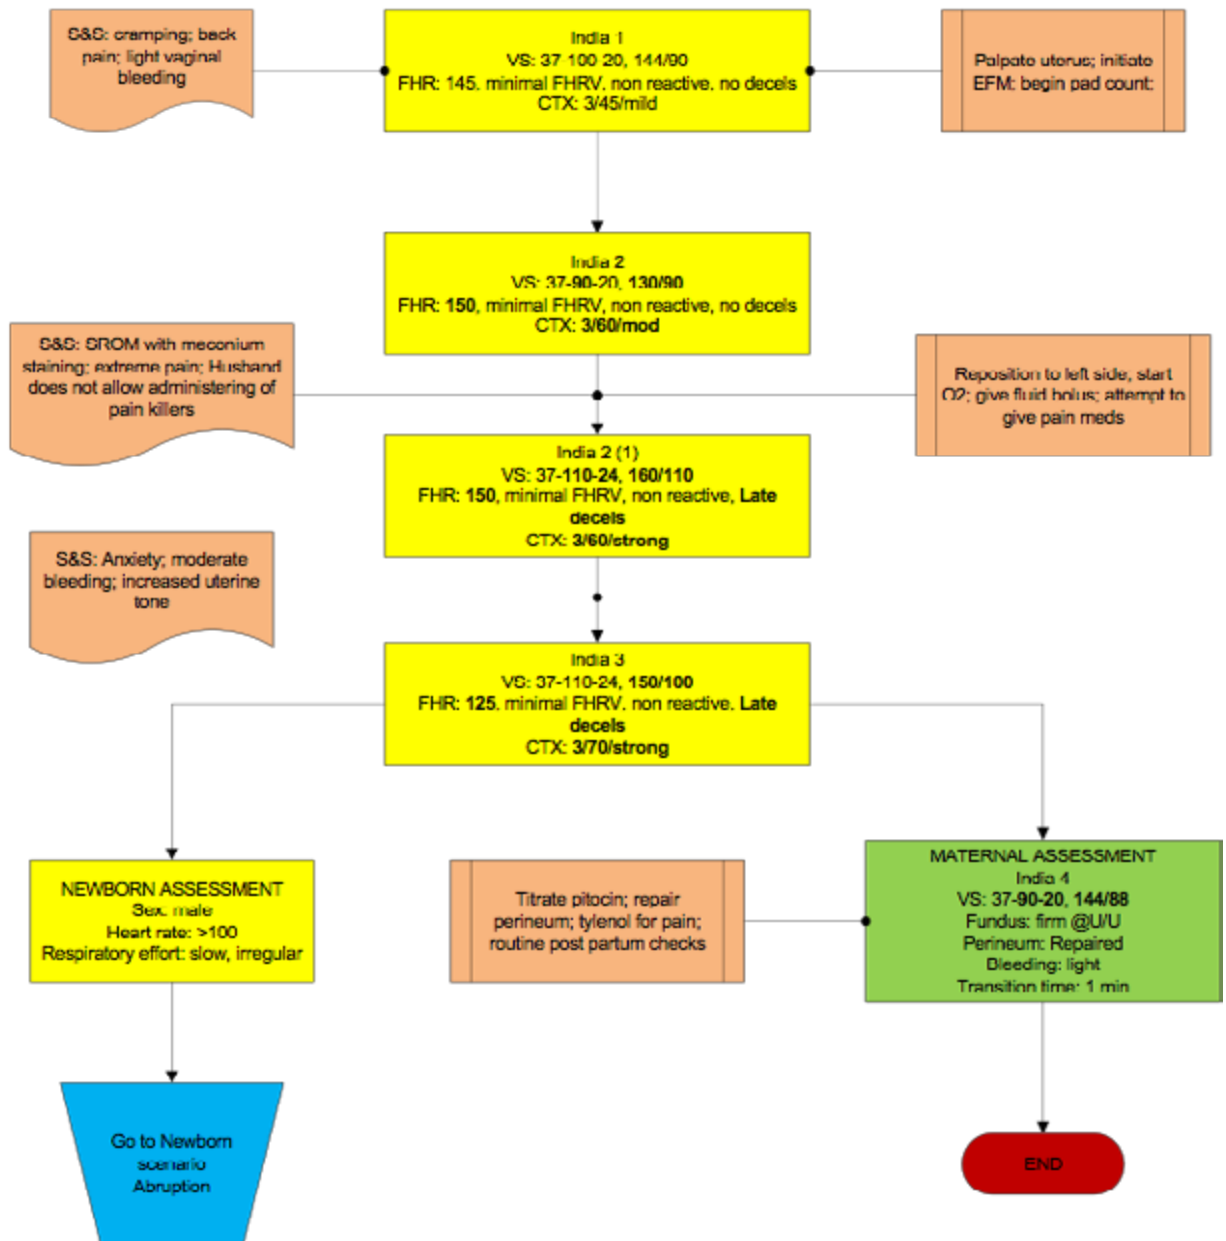 S&S: cramping; back
pain; light vaginal
bleeding
India 1
VS: 37-100-20, 144/90
FHR: 145, minimal FHRV, non reactive, no decels
CTX: 3/45/mild
Palpate uterus; initiate
EFM; begin pad count;
India 2
VS: 37-90-20, 130/90
FHR: 150, minimal FHRV, non reactive, no decels
CTX: 3/60/mod
S&S: SROM with meconium
staining; extreme pain; Husband
does not allow administering of
pain killers
Reposition to left side; start
O2; give fluid bolus; attempt to
give pain meds
India 2 (1)
VS: 37-110-24, 160/110
FHR: 150, minimal FHRV, non reactive, Late
decels
CTX: 3/60/strong
S&S: Anxiety; moderate
bleeding; increased uterine
tone
India 3
VS: 37-110-24, 150/100
FHR: 125, minimal FHRV, non reactive, Late
decels
CTX: 3/70/strong
NEWBORN ASSESSMENT
Sex: male
Heart rate: >100
Respiratory effort: slow, irregular
Titrate pitocin; repair
perineum; tylenol for pain;
routine post partum checks
MATERNAL ASSESSMENT
India 4
VS: 37-90-20, 144/88
Fundus: firm @U/U
Perineum: Repaired
Bleeding: light
Transition time: 1 min
Go to Newborn
scenario
Abruption
END